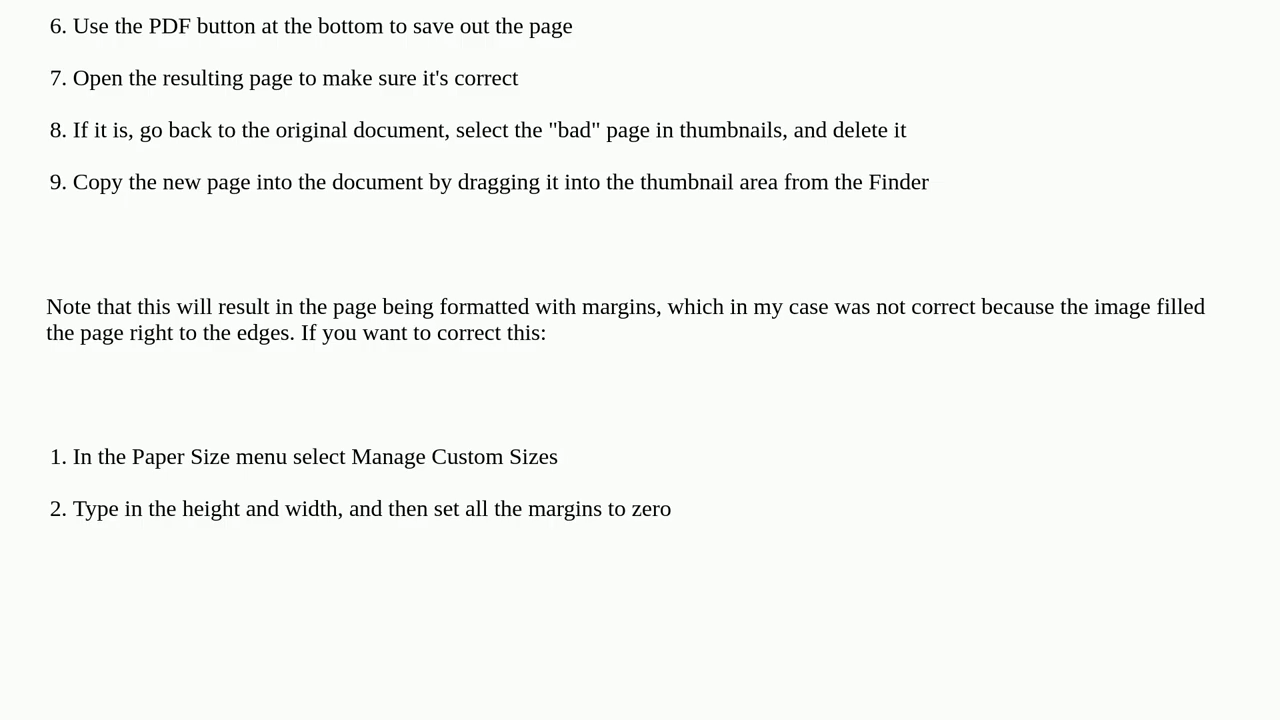 6. Use the PDF button at the bottom to save out the page
7. Open the resulting page to make sure it's correct
8. If it is, go back to the original document, select the "bad" page in thumbnails, and delete it
9. Copy the new page into the document by dragging it into the thumbnail area from the Finder
Note that this will result in the page being formatted with margins, which in my case was not correct because the image filled
the page right to the edges. If you want to correct this:
1. In the Paper Size menu select Manage Custom Sizes
2. Type in the height and width, and then set all the margins to zero